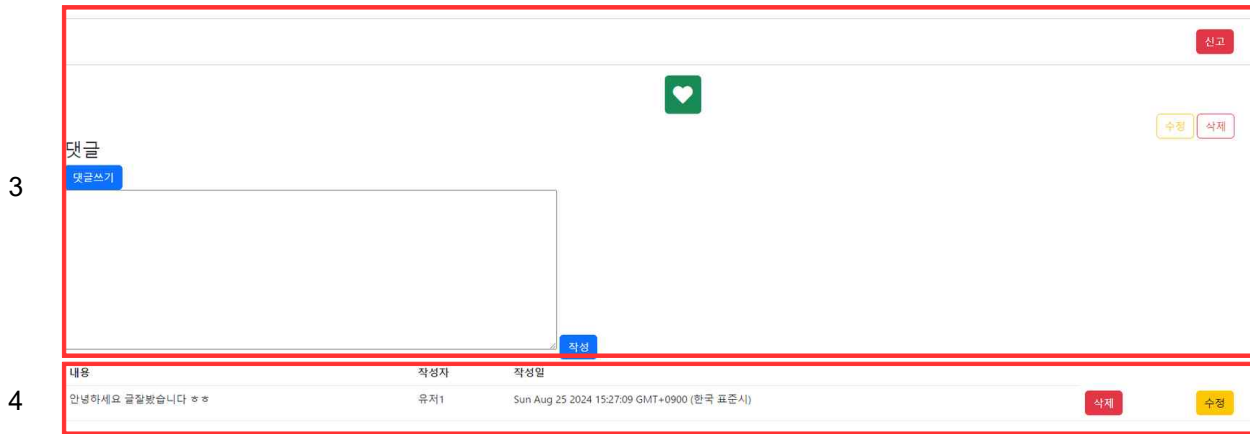 신고
수정 삭제
댓글
댓글쓰기
3
작성
내용 작성자 작성일
4
안녕하세요 글잘봤습니다 ㅎㅎ 유저1 Sun Aug 25 2024 15:27:09 GMT+0900 (한국 표준시) 삭제 수정